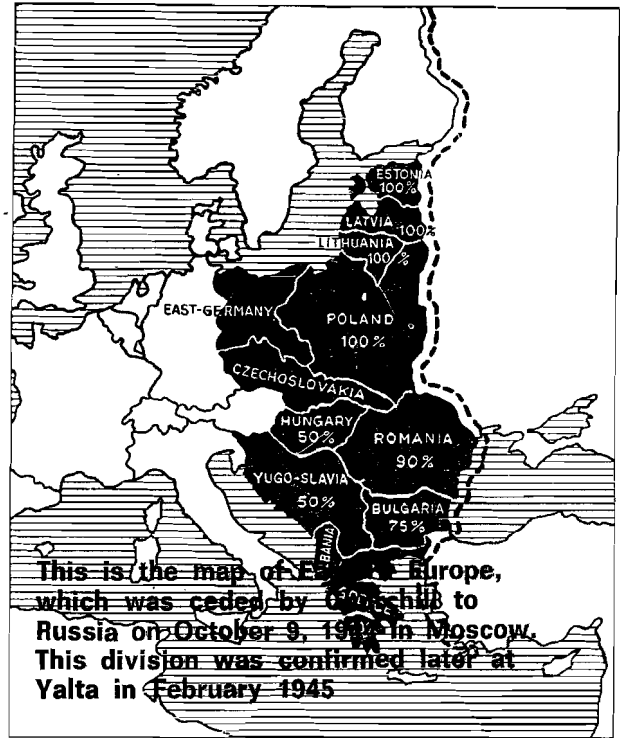 ESTONIA
100%
LATVIA 100%
LITHUANIA
100%
EAST-GERMANY
POLAND
100%
CZECHOSLOVAKIA
HUNGARY
50%
ROMANIA
90%
YUGO-SLAVIA
50%
BULGARIA
75%
This is the map of Europe,
which was ceded by to
Russia on October 9, in Moscow.
This division was confirmed later at
Yalta in February 1945